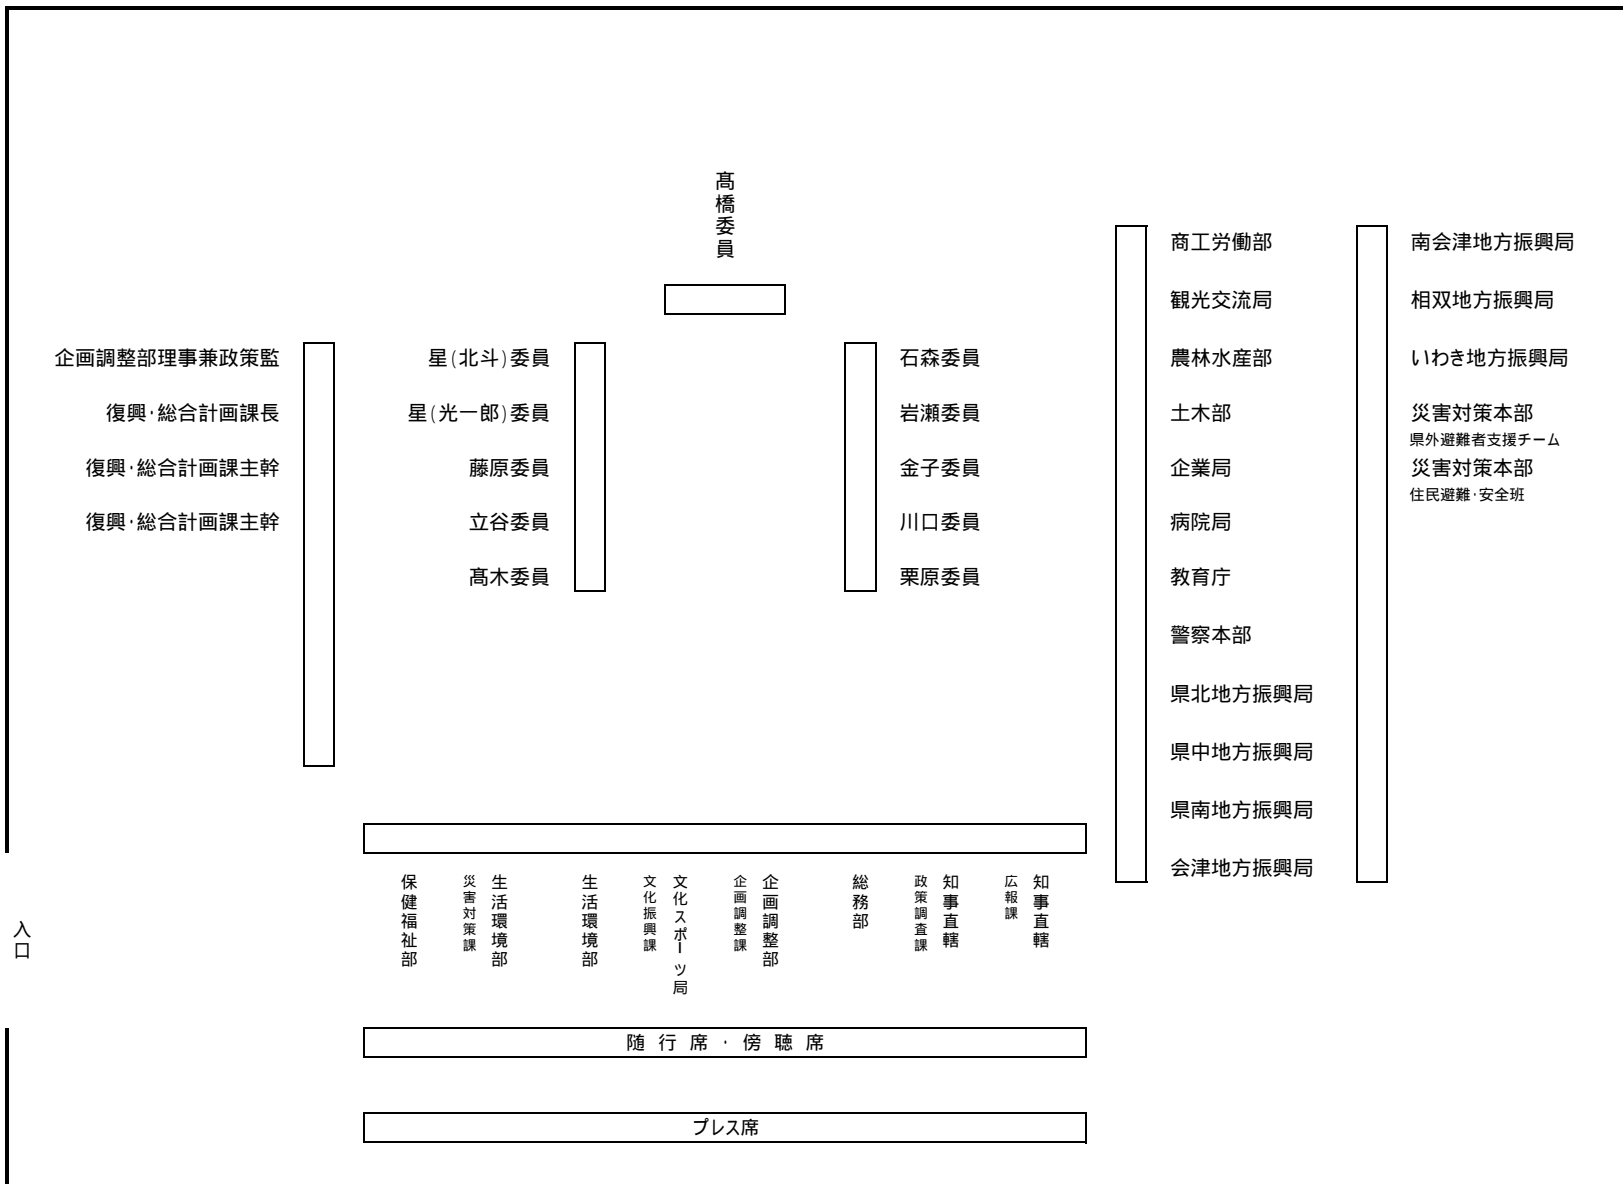 髙橋委員
企画調整部理事兼政策監
復興・総合計画課長
復興・総合計画課主幹
復興・総合計画課主幹
星(北斗)委員
星(光一郎)委員
藤原委員
立谷委員
髙木委員
石森委員
岩瀬委員
金子委員
川口委員
栗原委員
商工労働部
観光交流局
農林水産部
土木部
企業局
病院局
教育庁
警察本部
県北地方振興局
県中地方振興局
県南地方振興局
会津地方振興局
南会津地方振興局
相双地方振興局
いわき地方振興局
災害対策本部
県外避難者支援チーム
災害対策本部
住民避難・安全班
知事直轄
広報課
知事直轄
政策調査課
総務部
企画調整部
企画調整課
文化スポーツ局
文化振興課
生活環境部
生活環境部
災害対策課
保健福祉部
入口
随行席・傍聴席
プレス席